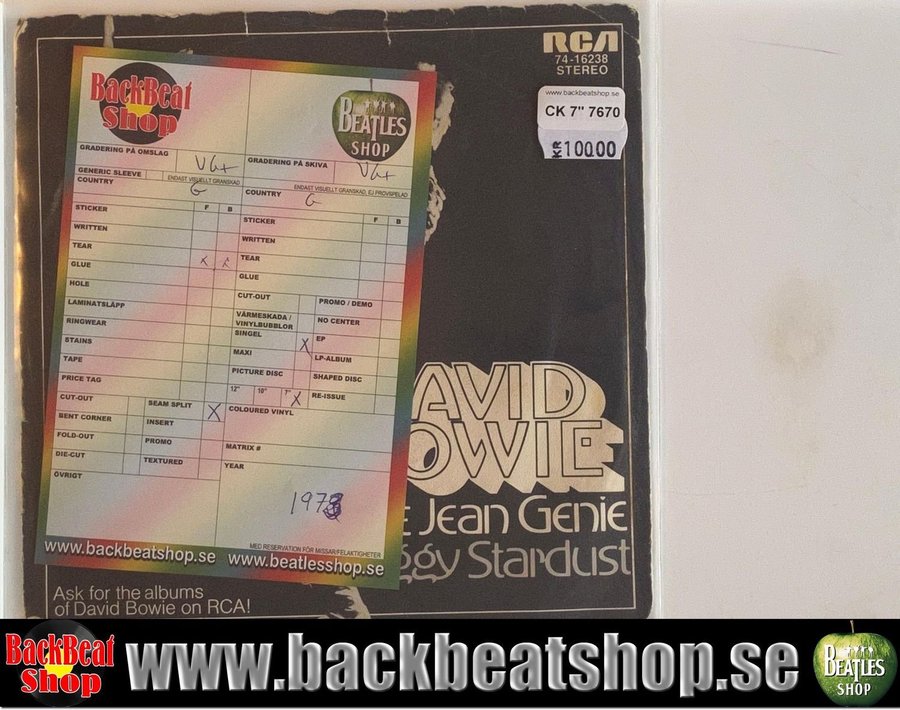 RCA
74-16238
STEREO
www.backbeatshop.se
CK 7" 7670
KR 100.00
BackBeat
Shop
BEATLES
SHOP
GRADERING PÅ OMSLAG
VG+
GRADERING PÅ SKIVA
VG+
GENERIC SLEEVE
ENDAST VISUELLT GRANSKAD
ENDAST VISUELLT GRANSKAD, EJ PROVSPELAD
COUNTRY
G
COUNTRY
G
STICKER
F B
WRITTEN
TEAR
GLUE
x x
HOLE
LAMINATSLÄPP
RINGWEAR
STAINS
TAPE
PRICE TAG
CUT-OUT
SEAM SPLIT
X
BENT CORNER
INSERT
FOLD-OUT
PROMO
DIE-CUT
TEXTURED
ÖVRIGT
STICKER
F B
WRITTEN
TEAR
GLUE
CUT-OUT
PROMO / DEMO
VÄRMESKADA /
VINYLBUBBLOR
NO CENTER
SINGEL
X
EP
MAXI
LP-ALBUM
PICTURE DISC
SHAPED DISC
12" 10" 7" X
RE-ISSUE
COLOURED VINYL
MATRIX #
YEAR
MED RESERVATION FÖR MISSAR/FELAKTIGHETER
www.backbeatshop.se www.beatlesshop.se
AVID
OWIE
E Jean Genie
ggy Stardust
Ask for the albums
of David Bowie on RCA!
BackBeat
Shop
www.backbeatshop.se
BEATLES
SHOP